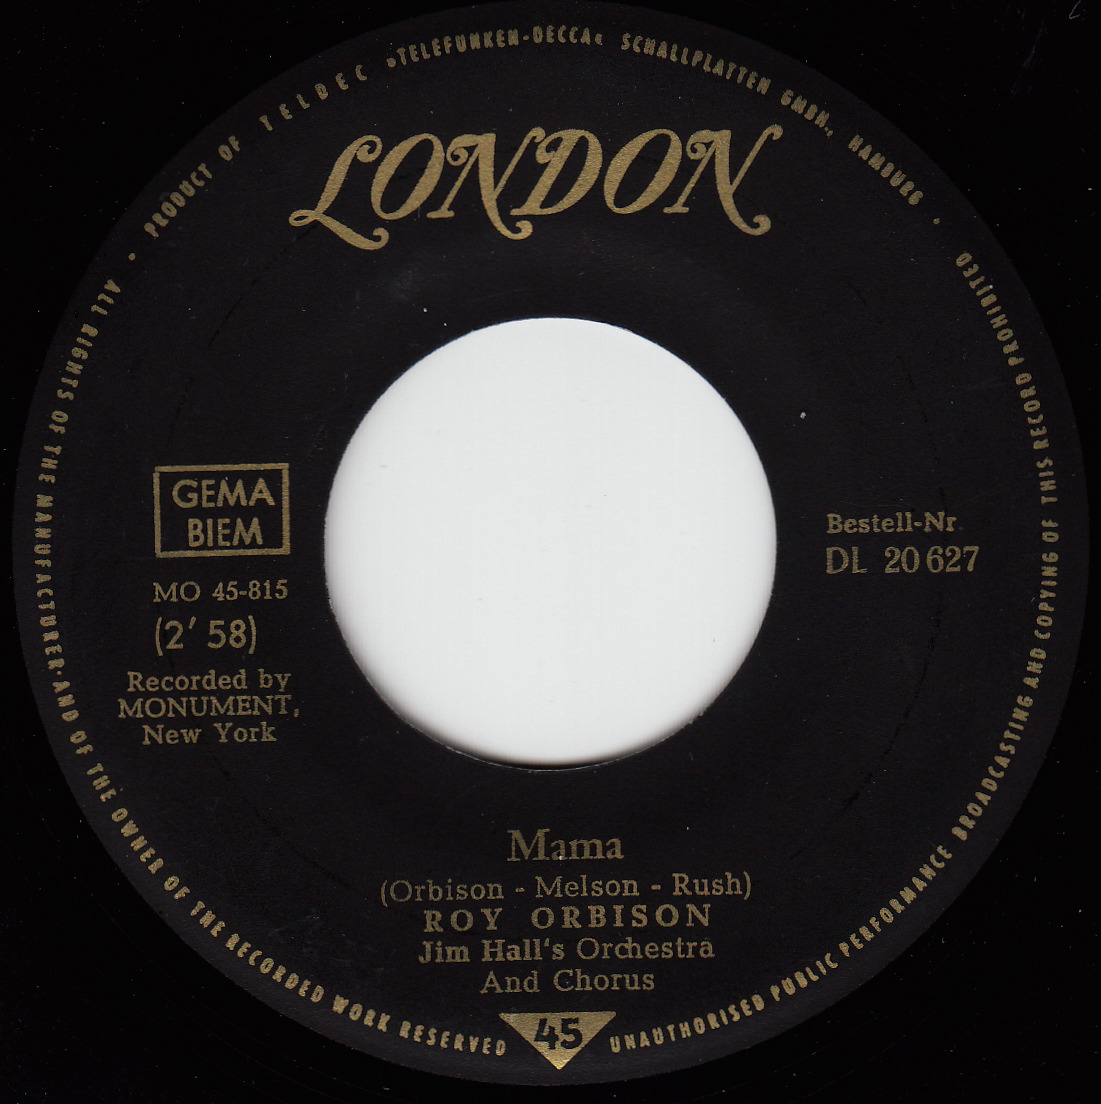 • PRODUCT OF TELDEC »TELEFUNKEN-DECCA« SCHALLPLATTEN GMBH., HAMBURG •
LONDON
GEMA
BIEM
MO 45-815
(2′ 58)
Recorded by
MONUMENT,
New York
Bestell-Nr.
DL 20 627
Mama
(Orbison - Melson - Rush)
ROY ORBISON
Jim Hall's Orchestra
And Chorus
45
ALL RIGHTS OF THE MANUFACTURER·AND OF THE OWNER OF THE RECORDED WORK RESERVED
UNAUTHORISED PUBLIC PERFORMANCE BROADCASTING AND COPYING OF THIS RECORD PROHIBITED